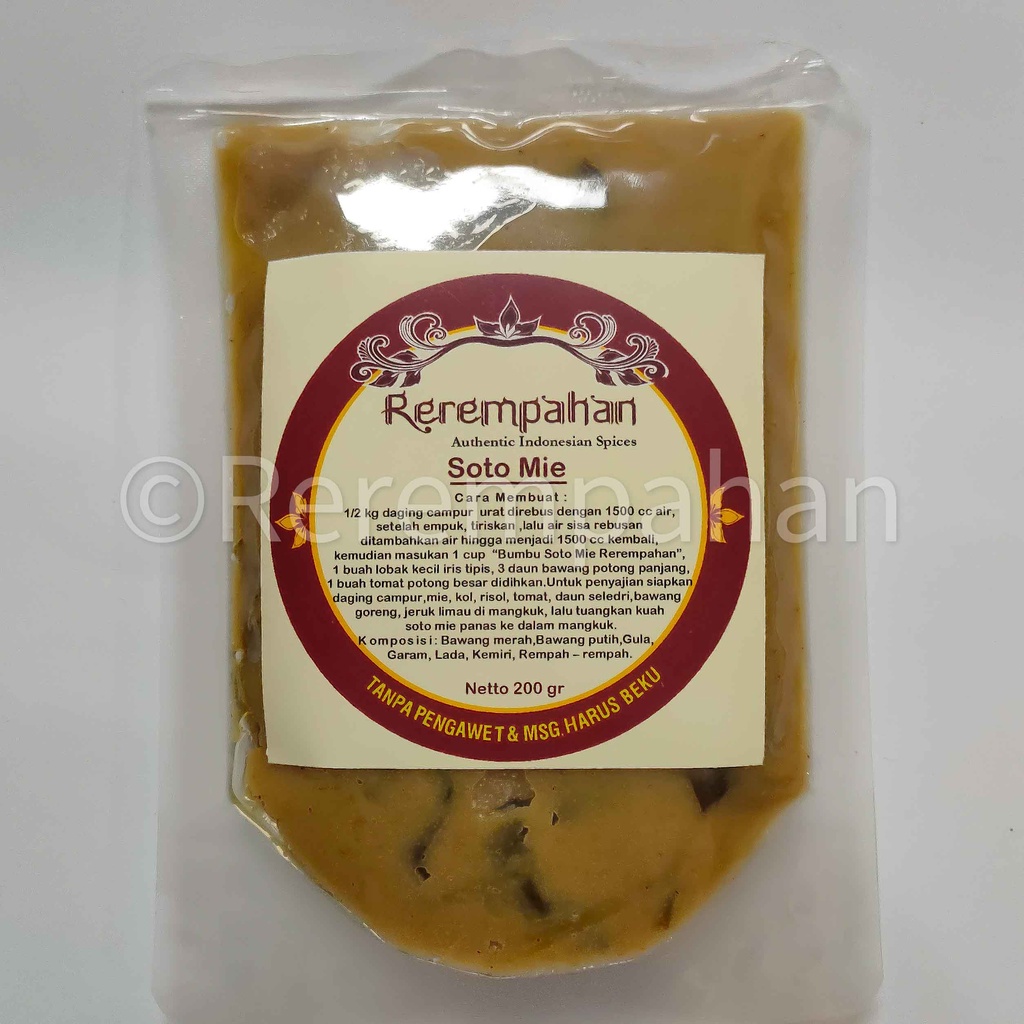 Rerempahan
Authentic Indonesian Spices
Soto Mie
©Rerempahan
Cara Membuat :
1/2 kg daging campur urat direbus dengan 1500 cc air,
setelah empuk, tiriskan ,lalu air sisa rebusan
ditambahkan air hingga menjadi 1500 cc kembali,
kemudian masukan 1 cup “Bumbu Soto Mie Rerempahan”,
1 buah lobak kecil iris tipis, 3 daun bawang potong panjang,
1 buah tomat potong besar didihkan.Untuk penyajian siapkan
daging campur,mie, kol, risol, tomat, daun seledri,bawang
goreng, jeruk limau di mangkuk, lalu tuangkan kuah
soto mie panas ke dalam mangkuk.
Komposisi: Bawang merah,Bawang putih,Gula,
Garam, Lada, Kemiri, Rempah – rempah.
Netto 200 gr
TANPA PENGAWET & MSG. HARUS BEKU